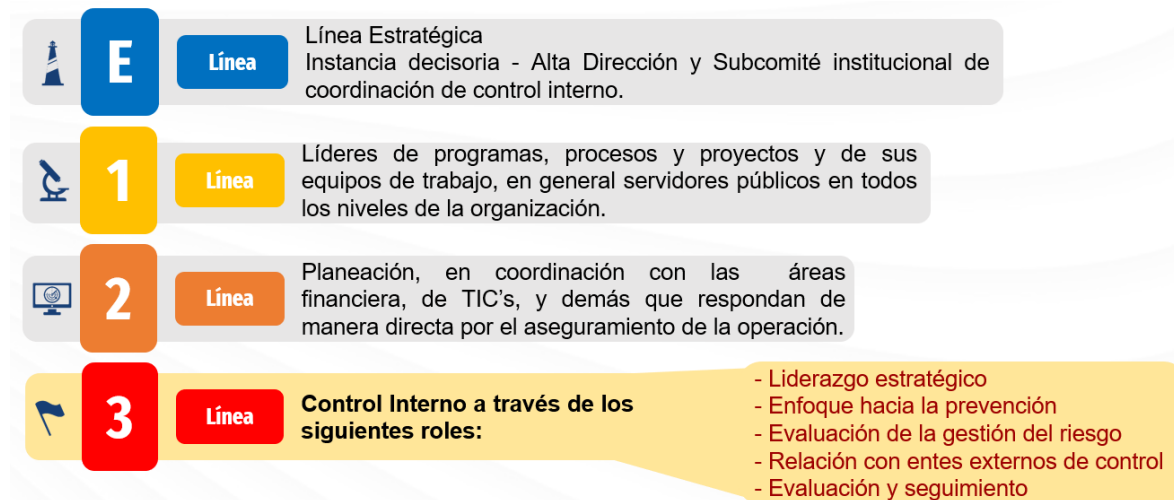 E
Línea
Línea Estratégica
Instancia decisoria - Alta Dirección y Subcomité institucional de
coordinación de control interno.
1
Línea
Líderes de programas, procesos y proyectos y de sus
equipos de trabajo, en general servidores públicos en todos
los niveles de la organización.
2
Línea
Planeación, en coordinación con las áreas
financiera, de TIC’s, y demás que respondan de
manera directa por el aseguramiento de la operación.
3
Línea
Control Interno a través de los
siguientes roles:
- Liderazgo estratégico
- Enfoque hacia la prevención
- Evaluación de la gestión del riesgo
- Relación con entes externos de control
- Evaluación y seguimiento